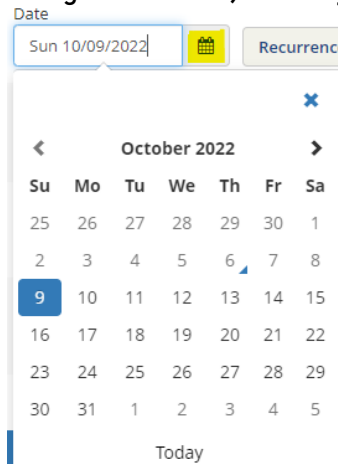 Date
Sun 10/09/2022
Recurrenc
October 2022
Su Mo Tu We Th Fr Sa
25 26 27 28 29 30 1
2 3 4 5 6 7 8
9 10 11 12 13 14 15
16 17 18 19 20 21 22
23 24 25 26 27 28 29
30 31 1 2 3 4 5
Today